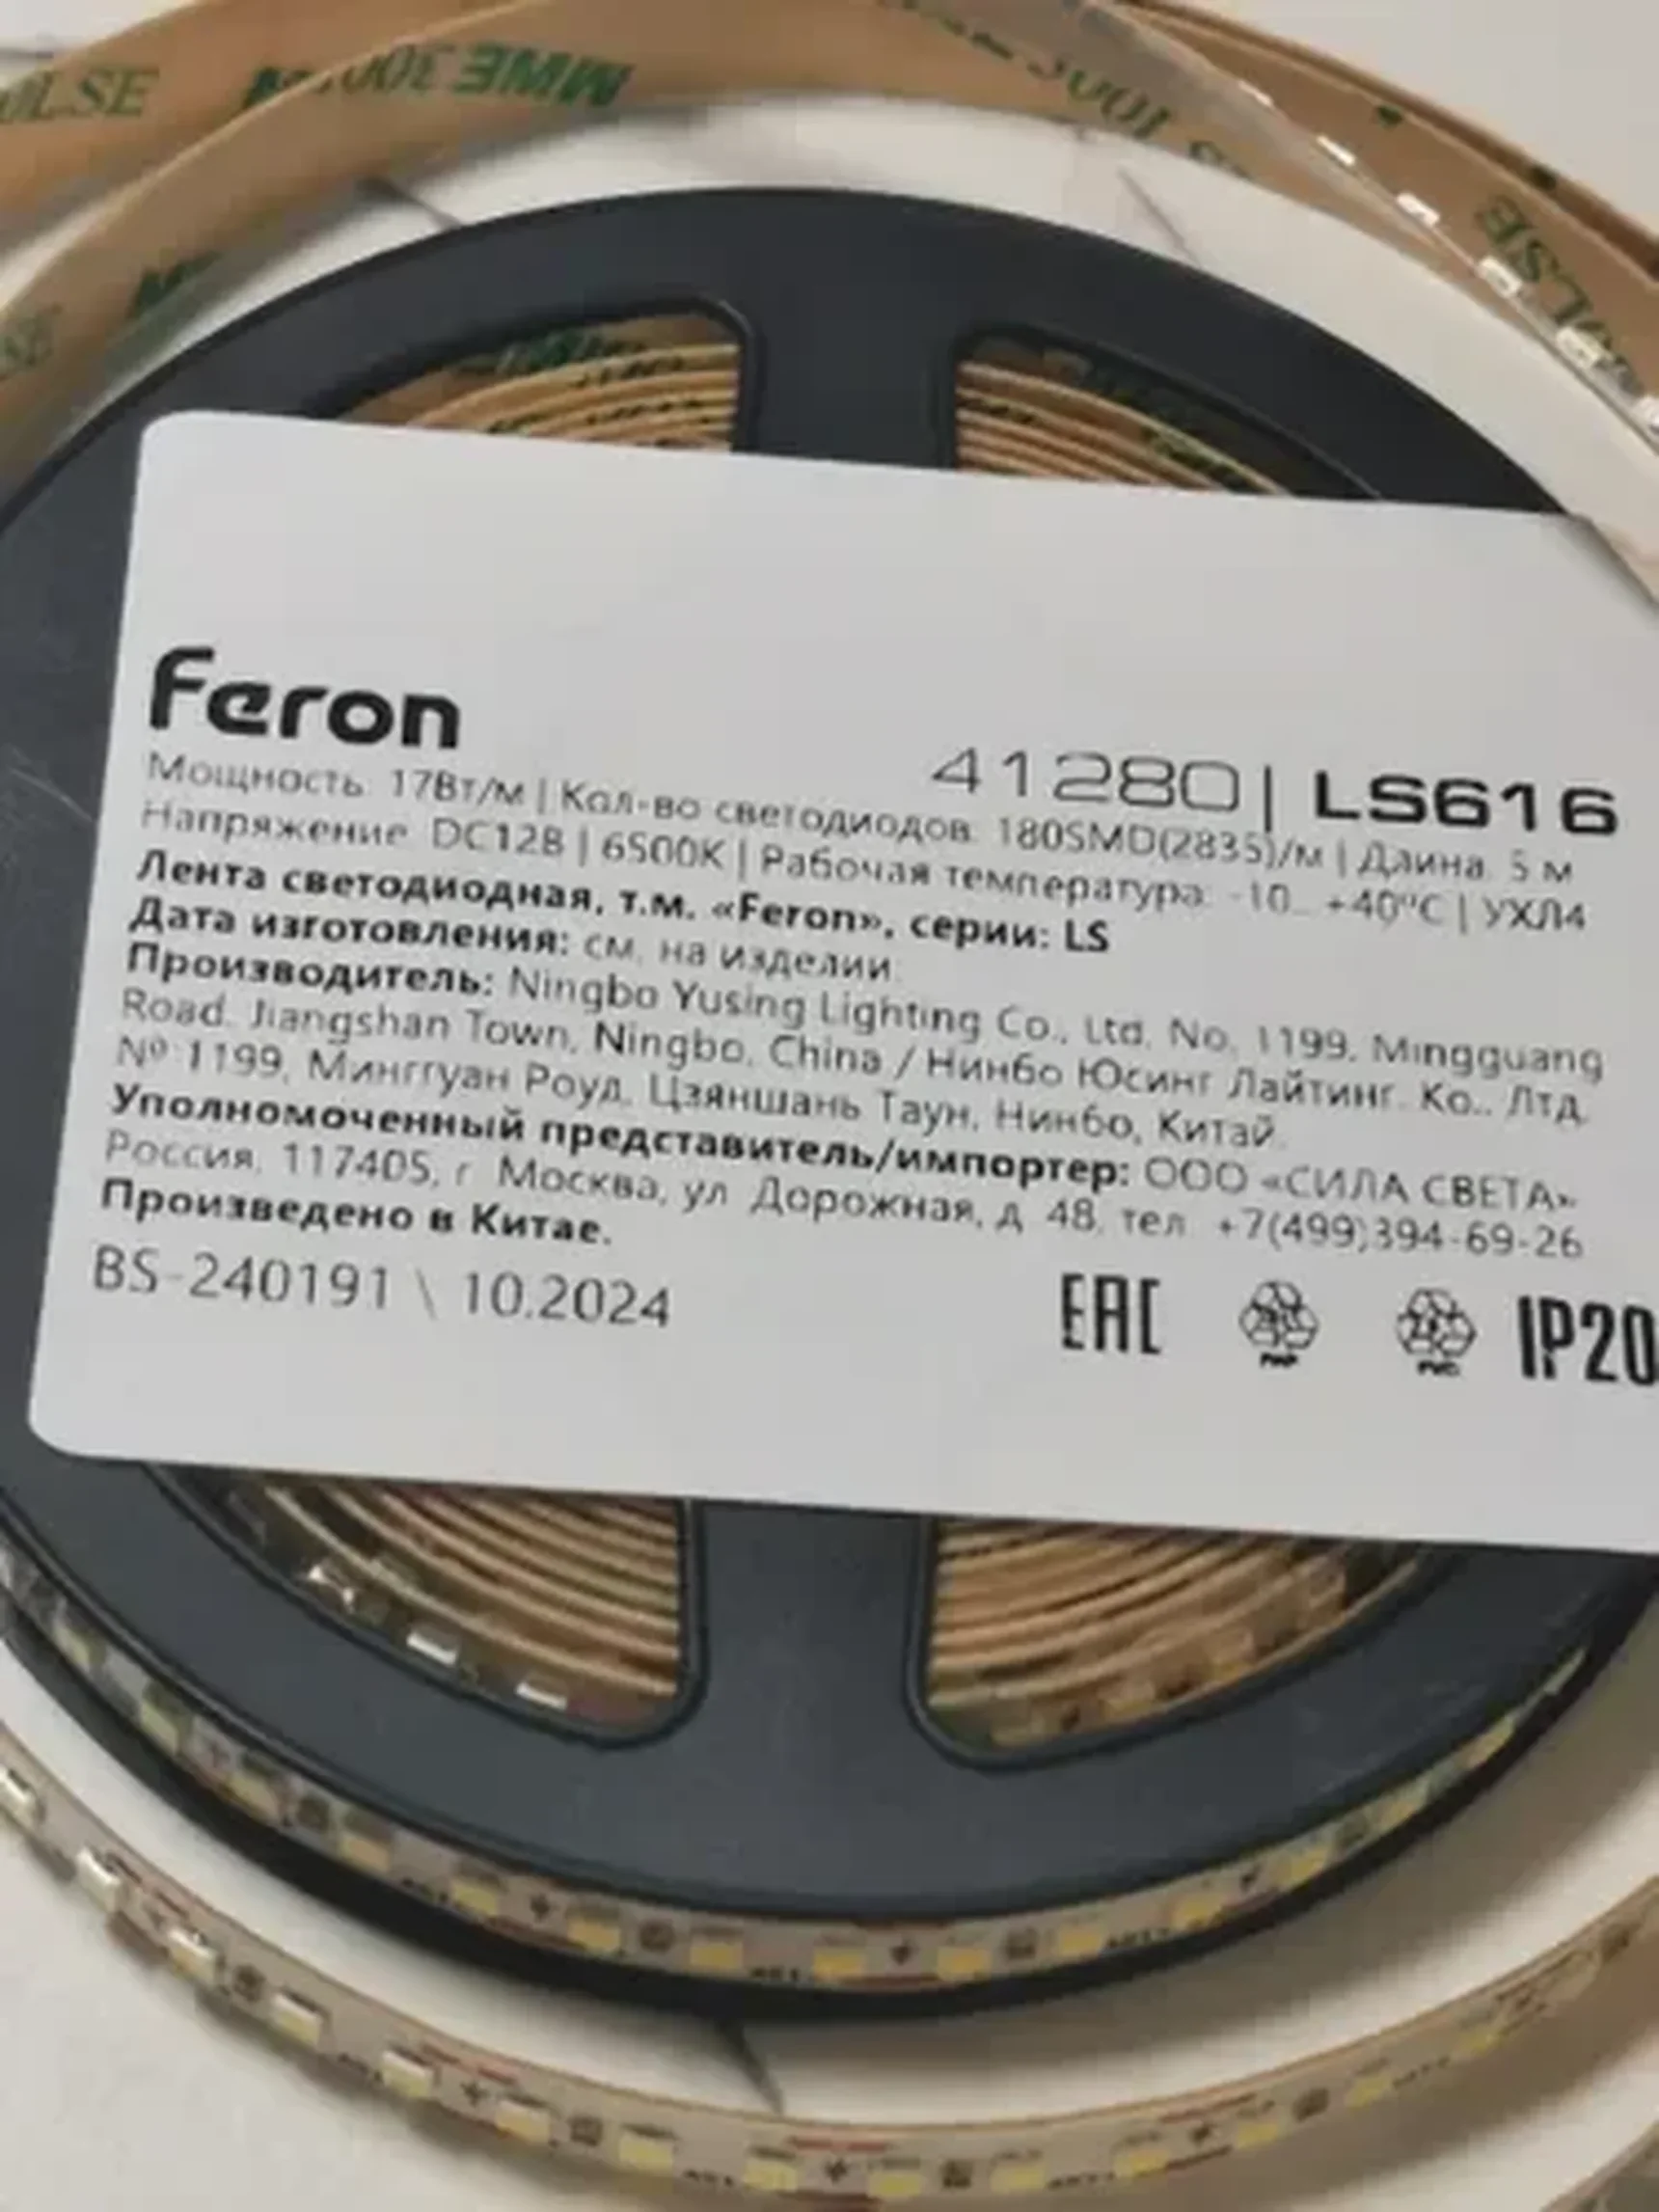 Feron
41280 | LS616
Мощность: 17Вт/м | Кол-во светодиодов: 180SMD(2835)/м | Длина: 5 м
Напряжение: DC12В | 6500K | Рабочая температура: -10...+40°C | УХЛ4
Лента светодиодная, т.м. «Feron», серии: LS
Дата изготовления: см. на изделии.
Производитель: Ningbo Yusing Lighting Co., Ltd, No. 1199, Mingguang
Road, Jiangshan Town, Ningbo, China / Нинбо Юсинг Лайтинг, Ко., Лтд,
№ 1199, Минггуан Роуд, Цзяншань Таун, Нинбо, Китай.
Уполномоченный представитель/импортер: ООО «СИЛА СВЕТА»
Россия, 117405, г. Москва, ул. Дорожная, д. 48, тел. +7(499)394-69-26
Произведено в Китае.
BS-240191 \ 10.2024
EAC IP20